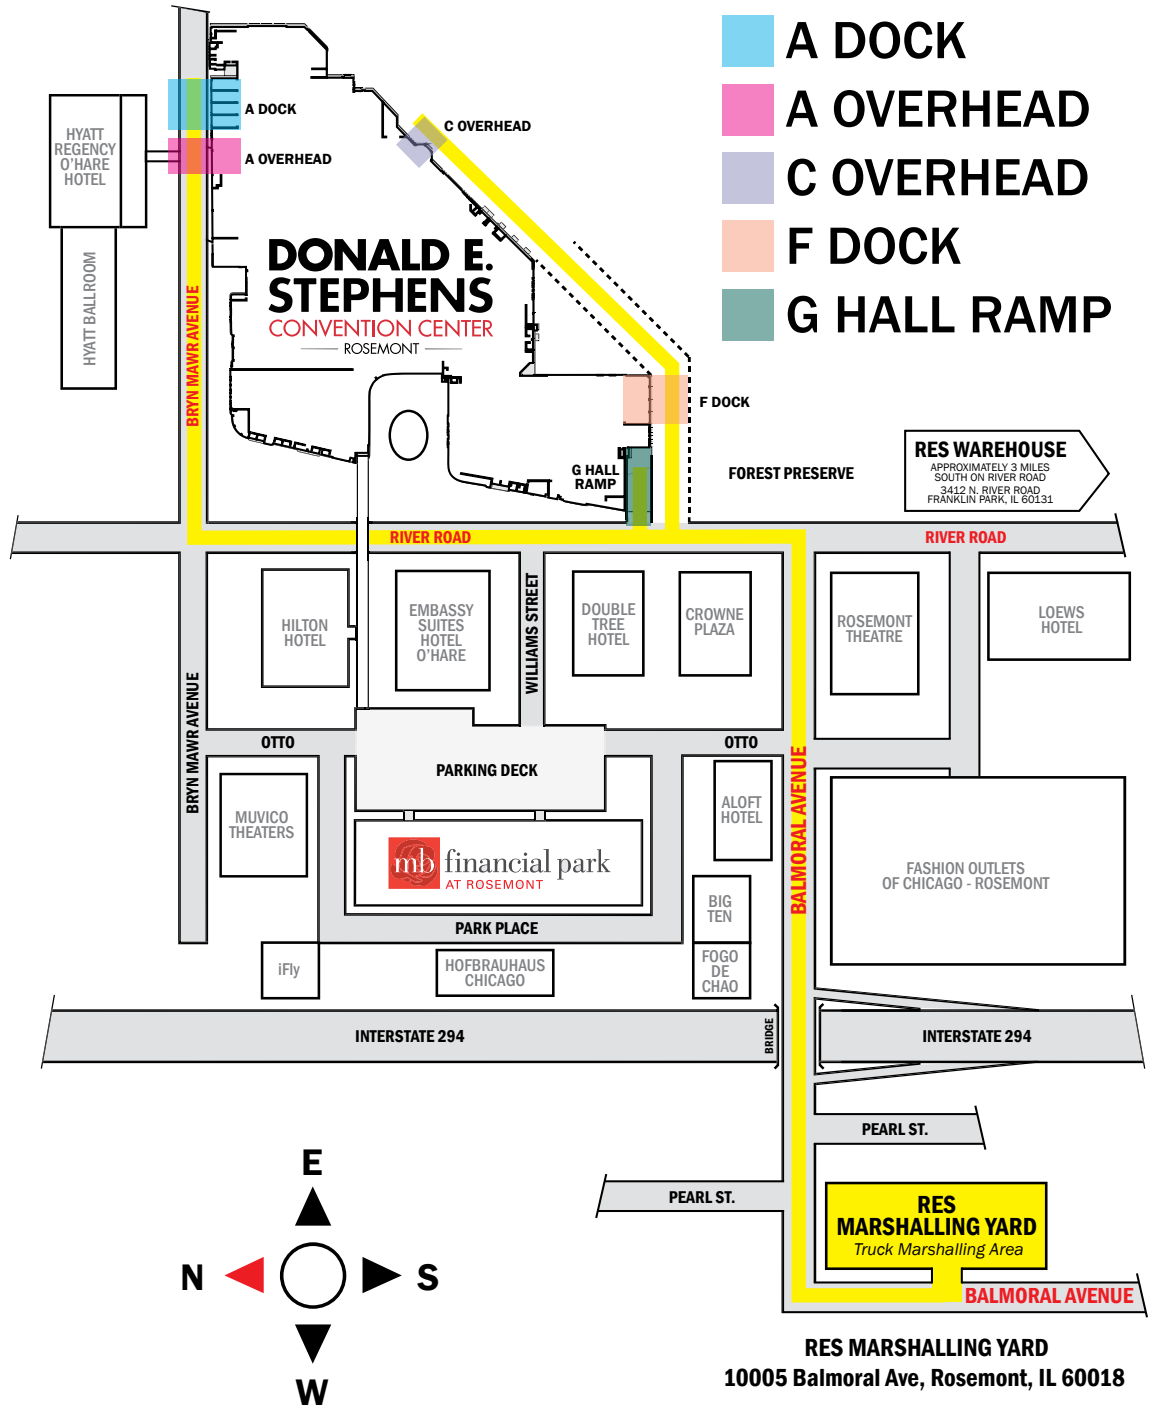 A DOCK
A OVERHEAD
C OVERHEAD
F DOCK
G HALL RAMP
A DOCK
A OVERHEAD
C OVERHEAD
HYATT
REGENCY
O'HARE
HOTEL
HYATT BALLROOM
BRYN MAWR AVENUE
DONALD E.
STEPHENS
CONVENTION CENTER
ROSEMONT
F DOCK
G HALL
RAMP
FOREST PRESERVE
RES WAREHOUSE
APPROXIMATELY 3 MILES
SOUTH ON RIVER ROAD
3412 N. RIVER ROAD
FRANKLIN PARK, IL 60131
RIVER ROAD
RIVER ROAD
HILTON
HOTEL
EMBASSY
SUITES
HOTEL
O'HARE
WILLIAMS STREET
DOUBLE
TREE
HOTEL
CROWNE
PLAZA
ROSEMONT
THEATRE
LOEWS
HOTEL
BRYN MAWR AVENUE
OTTO
OTTO
PARKING DECK
BALMORAL AVENUE
MUVICO
THEATERS
ALOFT
HOTEL
mb financial park
AT ROSEMONT
FASHION OUTLETS
OF CHICAGO - ROSEMONT
BIG
TEN
PARK PLACE
iFly
HOFBRAUHAUS
CHICAGO
FOGO
DE
CHAO
INTERSTATE 294
BRIDGE
INTERSTATE 294
PEARL ST.
PEARL ST.
RES
MARSHALLING YARD
Truck Marshalling Area
BALMORAL AVENUE
E
N
S
W
RES MARSHALLING YARD
10005 Balmoral Ave, Rosemont, IL 60018